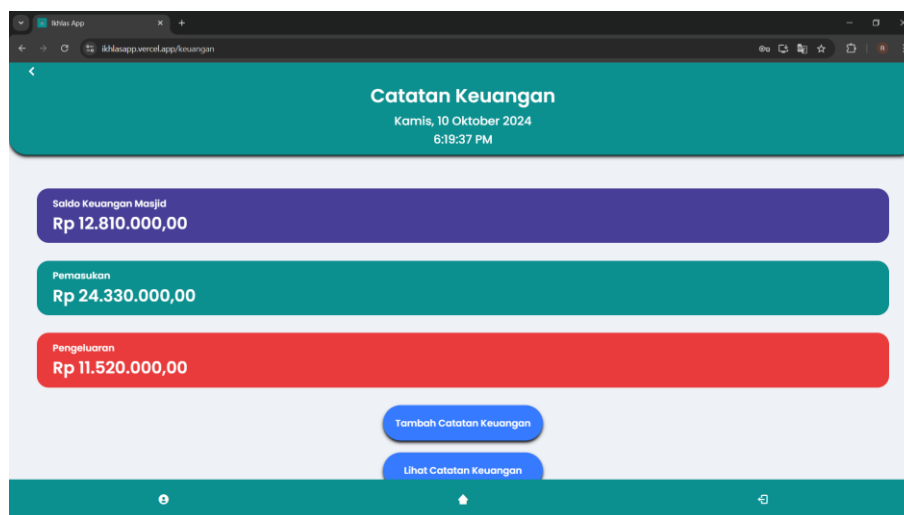 Ikhlas App
ikhlasapp.vercel.app/keuangan
Catatan Keuangan
Kamis, 10 Oktober 2024
6:19:37 PM
Saldo Keuangan Masjid
Rp 12.810.000,00
Pemasukan
Rp 24.330.000,00
Pengeluaran
Rp 11.520.000,00
Tambah Catatan Keuangan
Lihat Catatan Keuangan